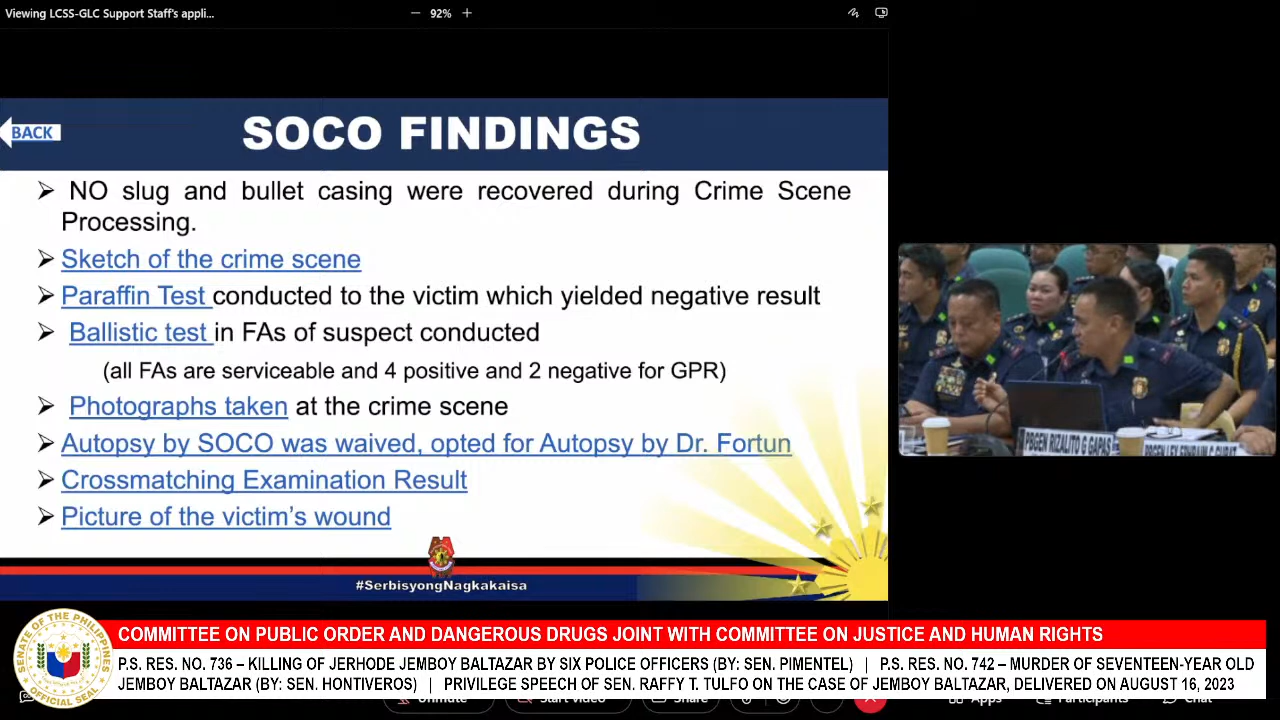 Viewing LCSS-GLC Support Staff's appli...
92%
BACK
SOCO FINDINGS
NO slug and bullet casing were recovered during Crime Scene
Processing.
Sketch of the crime scene
Paraffin Test conducted to the victim which yielded negative result
Ballistic test in FAs of suspect conducted
(all FAs are serviceable and 4 positive and 2 negative for GPR)
Photographs taken at the crime scene
Autopsy by SOCO was waived, opted for Autopsy by Dr. Fortun
Crossmatching Examination Result
Picture of the victim's wound
#SerbisyongNagkakaisa
PBGEN RIZALITO G GAPAS
SENATE OF THE PHILIPPINES
OFFICIAL SEAL
COMMITTEE ON PUBLIC ORDER AND DANGEROUS DRUGS JOINT WITH COMMITTEE ON JUSTICE AND HUMAN RIGHTS
P.S. RES. NO. 736 – KILLING OF JERHODE JEMBOY BALTAZAR BY SIX POLICE OFFICERS (BY: SEN. PIMENTEL) | P.S. RES. NO. 742 – MURDER OF SEVENTEEN-YEAR OLD
JEMBOY BALTAZAR (BY: SEN. HONTIVEROS) | PRIVILEGE SPEECH OF SEN. RAFFY T. TULFO ON THE CASE OF JEMBOY BALTAZAR, DELIVERED ON AUGUST 16, 2023
Unmute Start video Share Apps Participants Chat